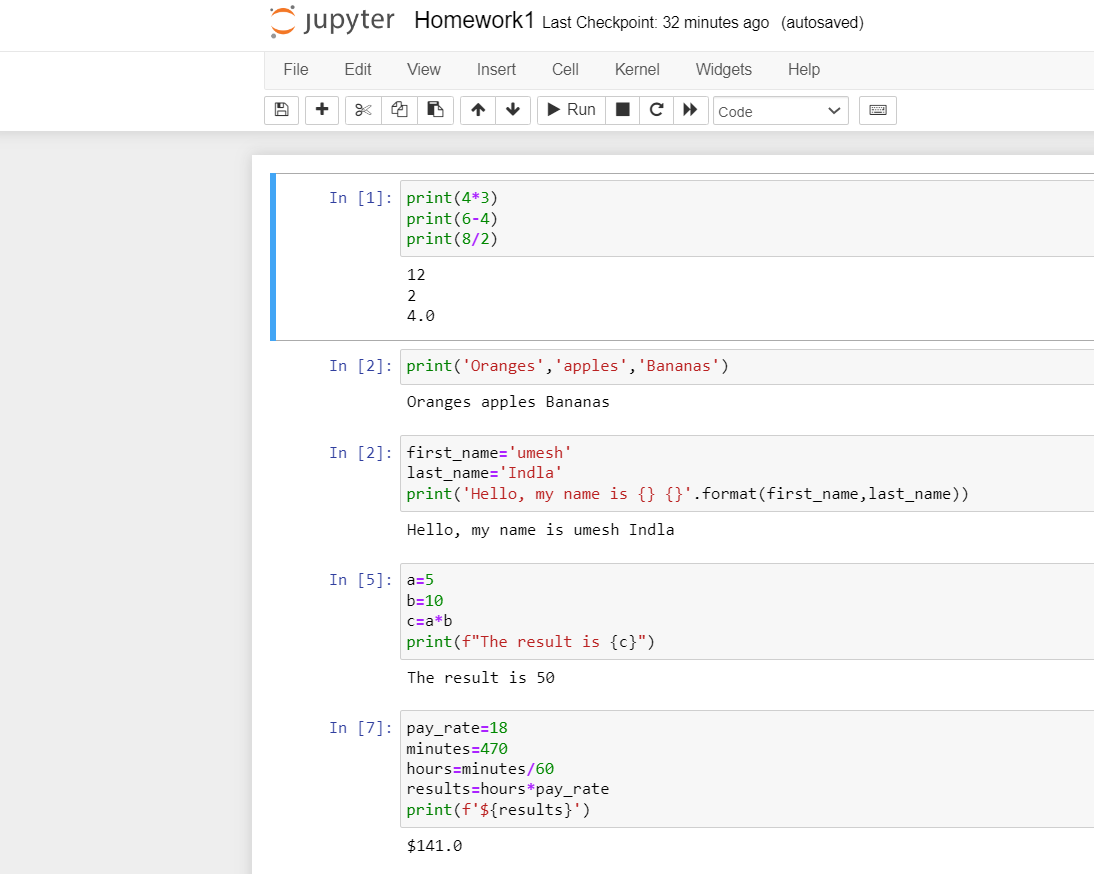 jupyter Homework1 Last Checkpoint: 32 minutes ago (autosaved)
File Edit View Insert Cell Kernel Widgets Help
Run Code
In [1]: print(4*3)
print(6-4)
print(8/2)
12
2
4.0
In [2]: print('Oranges','apples','Bananas')
Oranges apples Bananas
In [2]: first_name='umesh'
last_name='Indla'
print('Hello, my name is {} {}'.format(first_name,last_name))
Hello, my name is umesh Indla
In [5]: a=5
b=10
c=a*b
print(f"The result is {c}")
The result is 50
In [7]: pay_rate=18
minutes=470
hours=minutes/60
results=hours*pay_rate
print(f'${results}')
$141.0